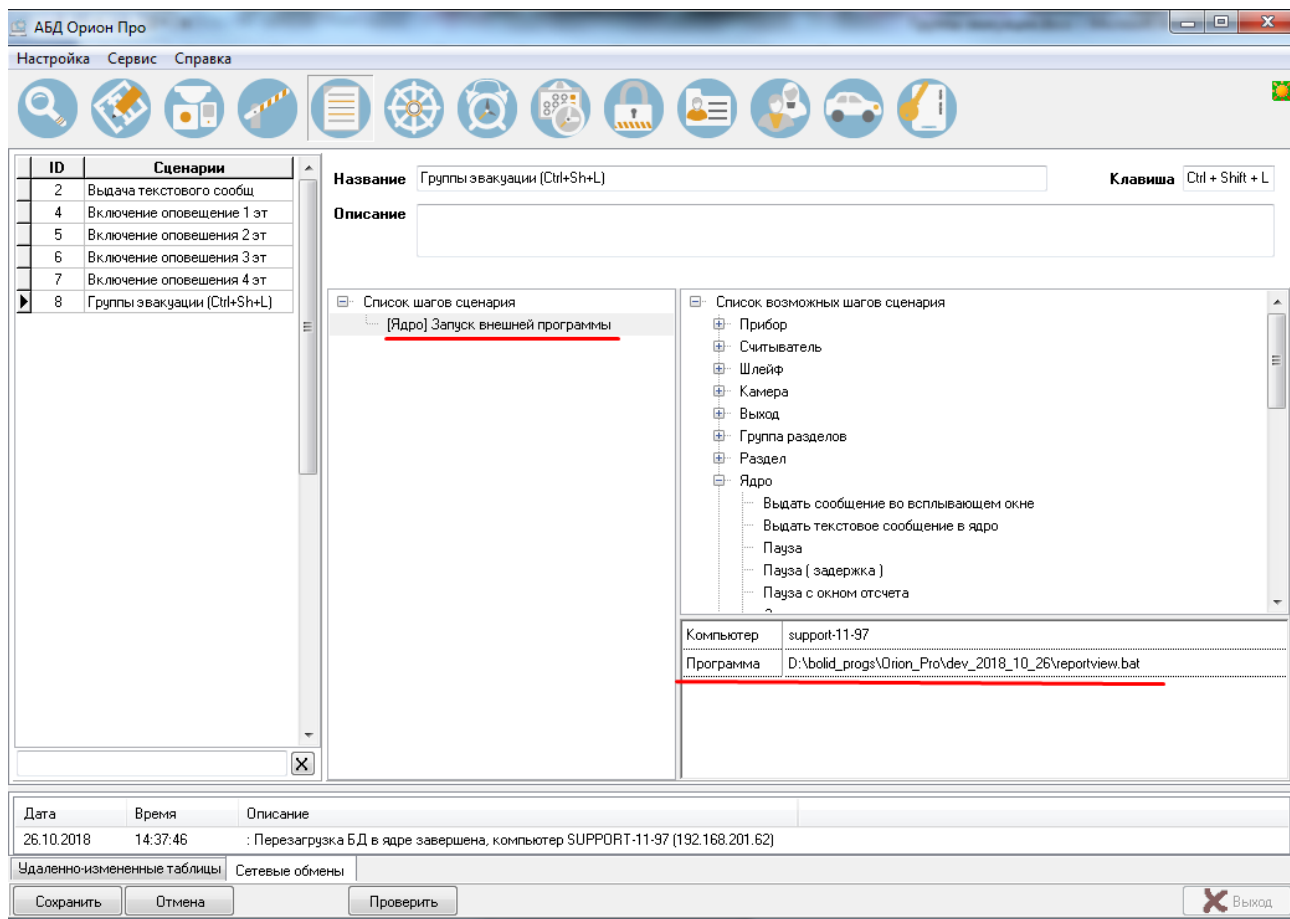 АБД Орион Про
Настройка Сервис Справка
ID Сценарии
2 Выдача текстового сообщ
4 Включение оповещение 1 эт
5 Включение оповешения 2 эт
6 Включение оповешения 3 эт
7 Включение оповешения 4 эт
8 Группы эвакуации (Ctrl+Sh+L)
Название Группы эвакуации (Ctrl+Sh+L) Клавиша Ctrl + Shift + L
Описание
Список шагов сценария
[Ядро] Запуск внешней программы
Список возможных шагов сценария
Прибор
Считыватель
Шлейф
Камера
Выход
Группа разделов
Раздел
Ядро
Выдать сообщение во всплывающем окне
Выдать текстовое сообщение в ядро
Пауза
Пауза ( задержка )
Пауза с окном отсчета
Компьютер support-11-97
Программа D:\bolid_progs\Orion_Pro\dev_2018_10_26\reportview.bat
X
Дата Время Описание
26.10.2018 14:37:46 : Перезагрузка БД в ядре завершена, компьютер SUPPORT-11-97 (192.168.201.62)
Удаленно-измененные таблицы Сетевые обмены
Сохранить Отмена Проверить Выход